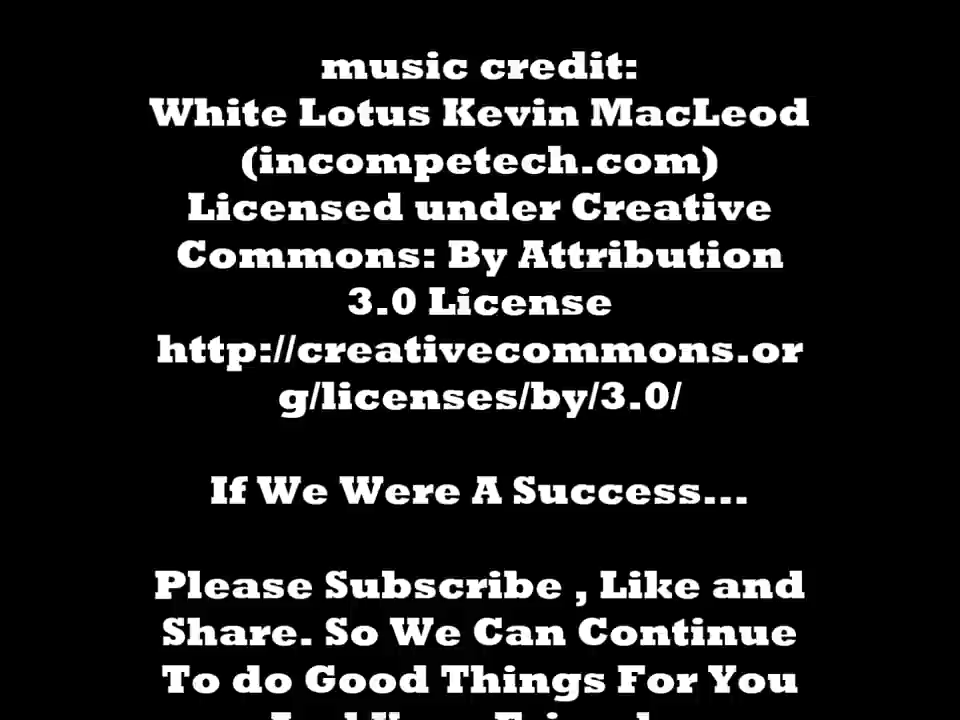 music credit:
White Lotus Kevin MacLeod
(incompetech.com)
Licensed under Creative
Commons: By Attribution
3.0 License
http://creativecommons.or
g/licenses/by/3.0/
If We Were A Success...
Please Subscribe , Like and
Share. So We Can Continue
To do Good Things For You